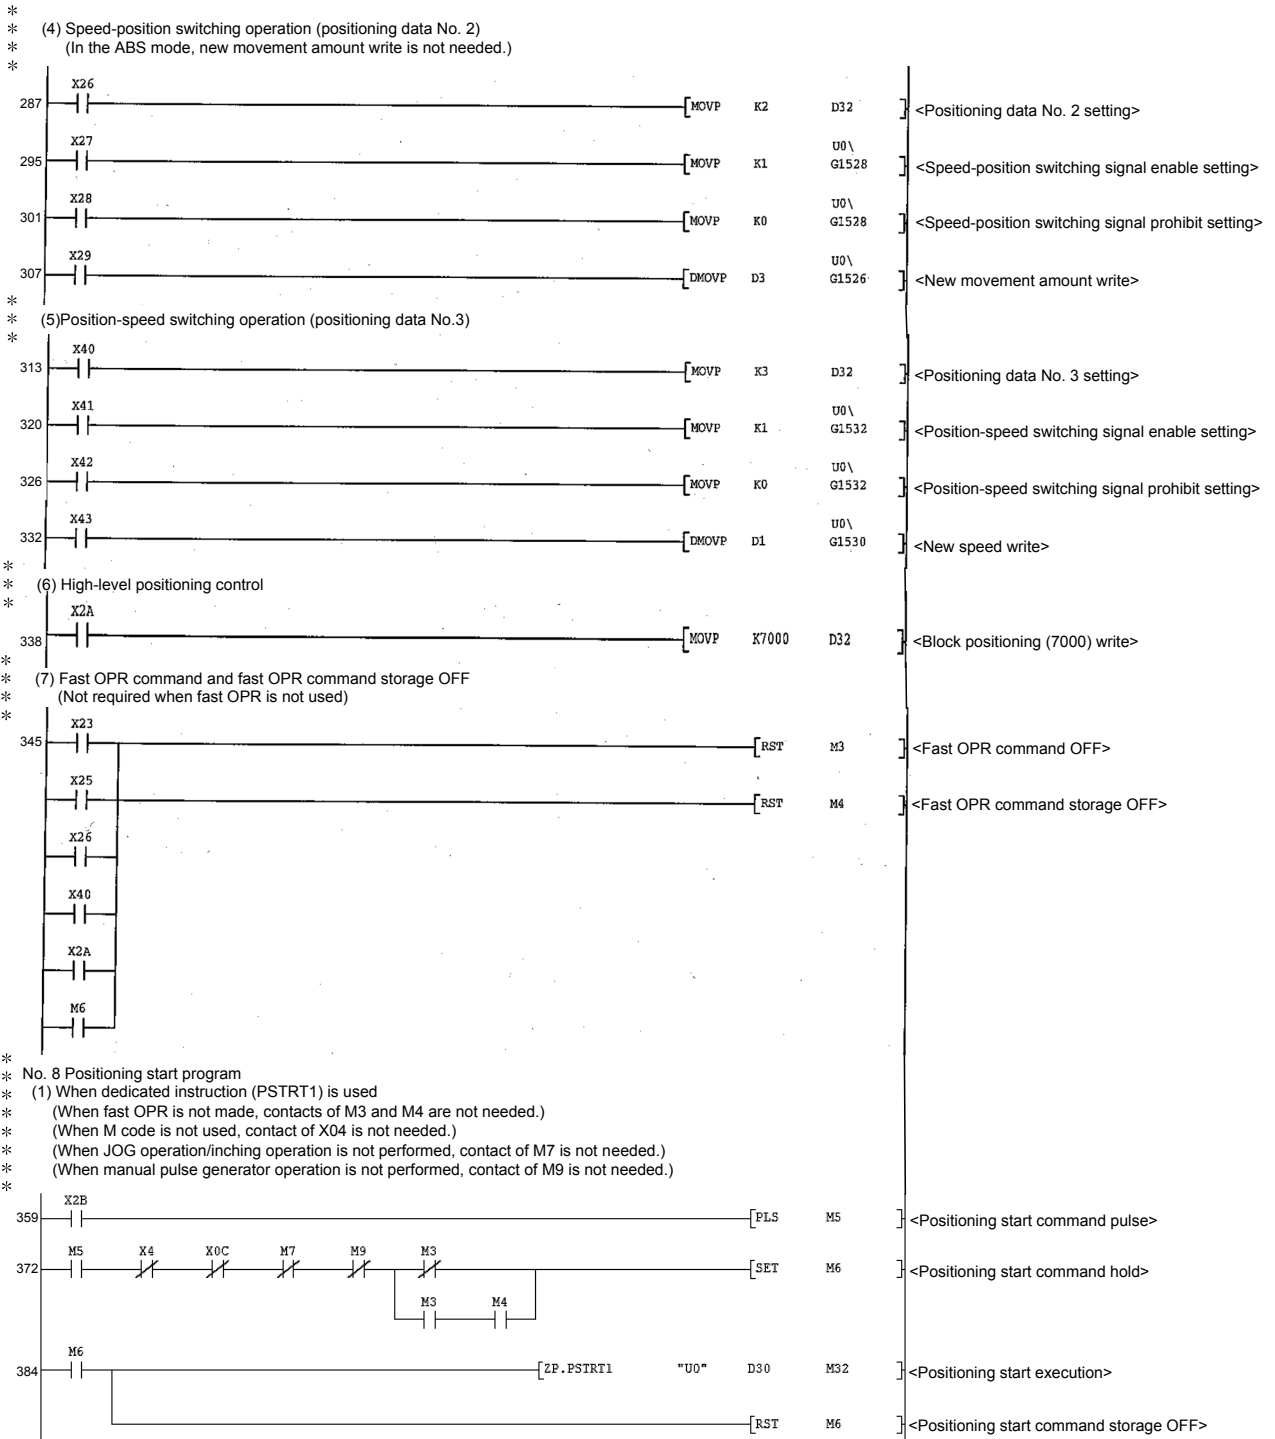 *
* (4) Speed-position switching operation (positioning data No. 2)
* (In the ABS mode, new movement amount write is not needed.)
*
X26
287 [MOVP K2 D32 ] <Positioning data No. 2 setting>
X27 U0\
295 [MOVP K1 G1528 ] <Speed-position switching signal enable setting>
X28 U0\
301 [MOVP K0 G1528 ] <Speed-position switching signal prohibit setting>
X29 U0\
307 [DMOVP D3 G1526 ] <New movement amount write>
*
* (5)Position-speed switching operation (positioning data No.3)
*
X40
313 [MOVP K3 D32 ] <Positioning data No. 3 setting>
X41 U0\
320 [MOVP K1 G1532 ] <Position-speed switching signal enable setting>
X42 U0\
326 [MOVP K0 G1532 ] <Position-speed switching signal prohibit setting>
X43 U0\
332 [DMOVP D1 G1530 ] <New speed write>
*
* (6) High-level positioning control
*
X2A
338 [MOVP K7000 D32 ] <Block positioning (7000) write>
*
* (7) Fast OPR command and fast OPR command storage OFF
* (Not required when fast OPR is not used)
*
X23
345 [RST M3 ] <Fast OPR command OFF>
X25
[RST M4 ] <Fast OPR command storage OFF>
X26
X40
X2A
M6
*
* No. 8 Positioning start program
* (1) When dedicated instruction (PSTRT1) is used
* (When fast OPR is not made, contacts of M3 and M4 are not needed.)
* (When M code is not used, contact of X04 is not needed.)
* (When JOG operation/inching operation is not performed, contact of M7 is not needed.)
* (When manual pulse generator operation is not performed, contact of M9 is not needed.)
*
X2B
359 [PLS M5 ] <Positioning start command pulse>
M5 X4 X0C M7 M9 M3
372 [SET M6 ] <Positioning start command hold>
M3 M4
M6
384 [ZP.PSTRT1 "U0" D30 M32 ] <Positioning start execution>
[RST M6 ] <Positioning start command storage OFF>